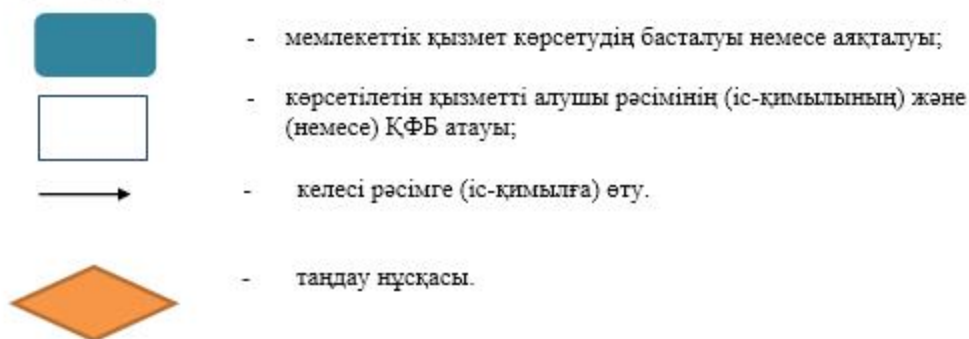 - мемлекеттік қызмет көрсетудің басталуы немесе аяқталуы;
- көрсетілетін қызметті алушы рәсімінің (іс-қимылының) және
(немесе) ҚФБ атауы;
- келесі рәсімге (іс-қимылға) өту.
- таңдау нұсқасы.